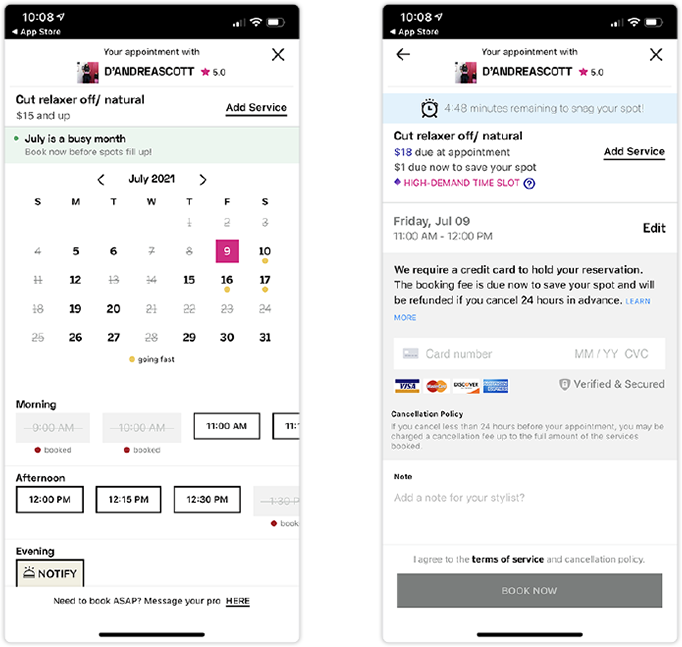 10:08
◀ App Store
Your appointment with
D'ANDREASCOTT ★ 5.0
Cut relaxer off/ natural
$15 and up
Add Service
July is a busy month
Book now before spots fill up!
July 2021
S M T W T F S
1 2 3
4 5 6 7 8 9 10
11 12 13 14 15 16 17
18 19 20 21 22 23 24
25 26 27 28 29 30 31
going fast
Morning
9:00 AM 10:00 AM 11:00 AM 11:1
booked booked
Afternoon
12:00 PM 12:15 PM 12:30 PM 1:30 P
book
Evening
NOTIFY
Need to book ASAP? Message your pro HERE
10:08
◀ App Store
Your appointment with
D'ANDREASCOTT ★ 5.0
4:48 minutes remaining to snag your spot!
Cut relaxer off/ natural
$18 due at appointment
Add Service
$1 due now to save your spot
HIGH-DEMAND TIME SLOT ?
Friday, Jul 09
11:00 AM - 12:00 PM
Edit
We require a credit card to hold your reservation.
The booking fee is due now to save your spot and will
be refunded if you cancel 24 hours in advance. LEARN
MORE
Card number MM / YY CVC
VISA MasterCard DISCOVER Verified & Secured
Cancellation Policy
If you cancel less than 24 hours before your appointment, you may be
charged a cancellation fee up to the full amount of the services
booked.
Note
Add a note for your stylist?
I agree to the terms of service and cancellation policy.
BOOK NOW